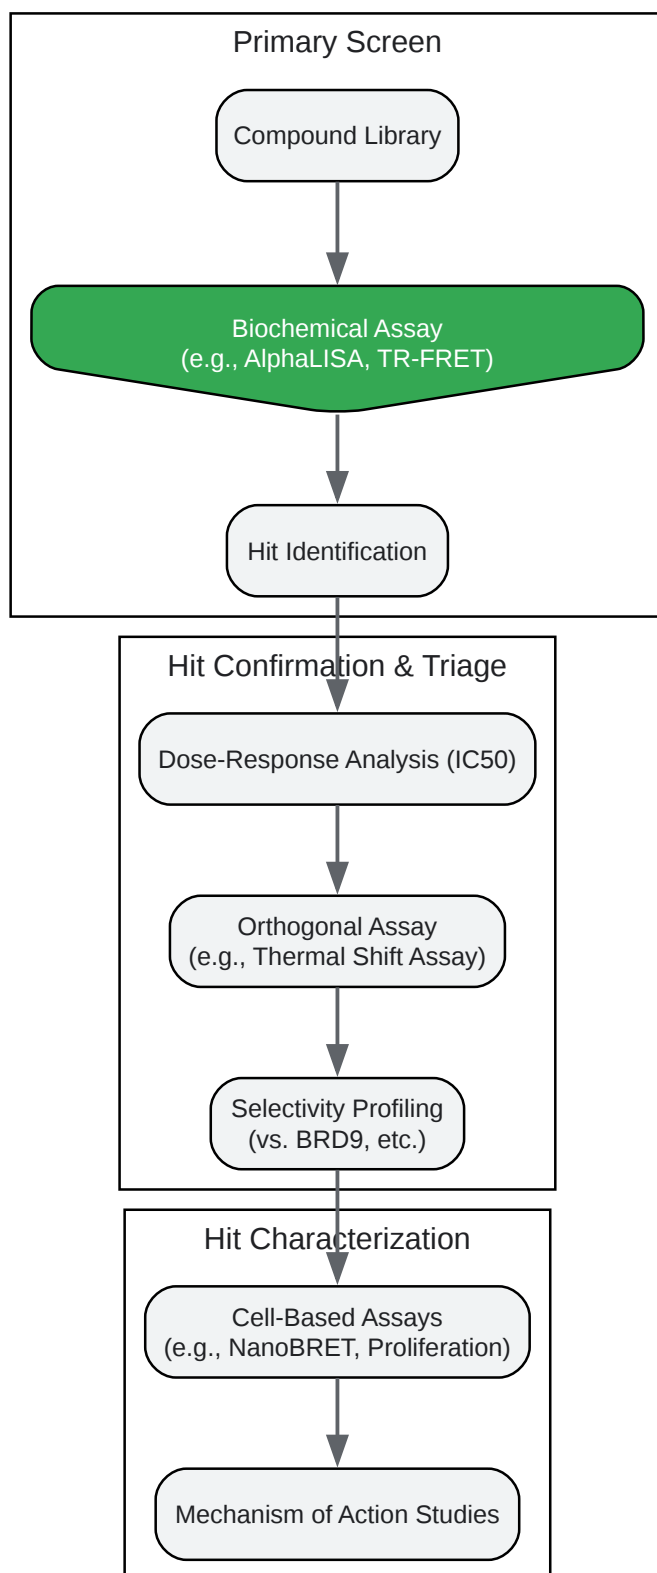 Primary Screen
Compound Library
Biochemical Assay
(e.g., AlphaLISA, TR-FRET)
Hit Identification
Hit Confirmation & Triage
Dose-Response Analysis (IC50)
Orthogonal Assay
(e.g., Thermal Shift Assay)
Selectivity Profiling
(vs. BRD9, etc.)
Hit Characterization
Cell-Based Assays
(e.g., NanoBRET, Proliferation)
Mechanism of Action Studies